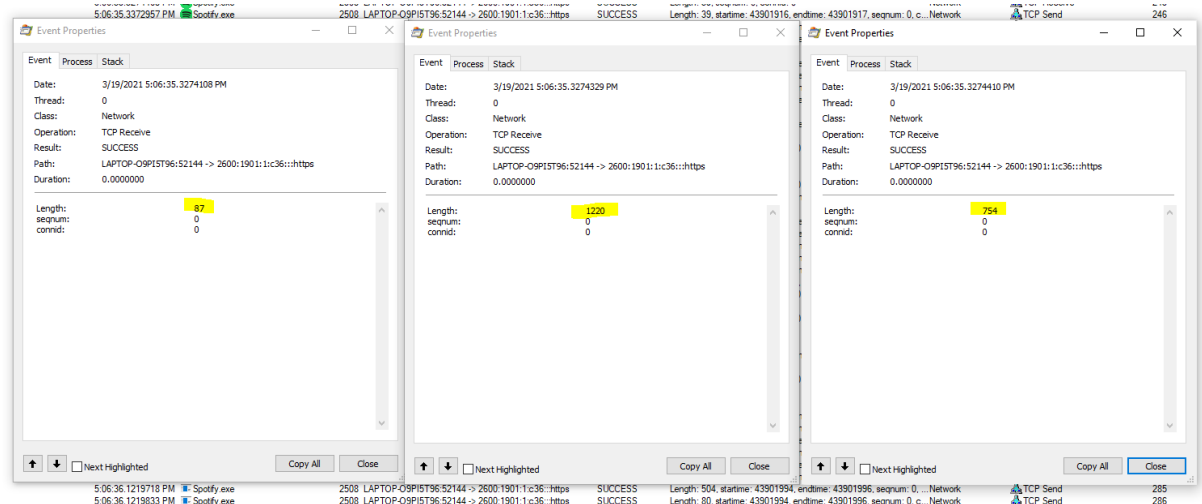 5:06:35.3372957 PM Spotify.exe 2508 LAPTOP-O9PI5T96:52144 -> 2600:1901:1:c36:::https SUCCESS Length: 39, startime: 43901916, endtime: 43901917, seqnum: 0, c... Network TCP Send 246
Event Properties
Event Process Stack
Date: 3/19/2021 5:06:35.3274108 PM
Thread: 0
Class: Network
Operation: TCP Receive
Result: SUCCESS
Path: LAPTOP-O9PI5T96:52144 -> 2600:1901:1:c36:::https
Duration: 0.0000000
Length: 87
seqnum: 0
connid: 0
Next Highlighted
Copy All
Close
Event Properties
Event Process Stack
Date: 3/19/2021 5:06:35.3274329 PM
Thread: 0
Class: Network
Operation: TCP Receive
Result: SUCCESS
Path: LAPTOP-O9PI5T96:52144 -> 2600:1901:1:c36:::https
Duration: 0.0000000
Length: 1220
seqnum: 0
connid: 0
Next Highlighted
Copy All
Close
Event Properties
Event Process Stack
Date: 3/19/2021 5:06:35.3274410 PM
Thread: 0
Class: Network
Operation: TCP Receive
Result: SUCCESS
Path: LAPTOP-O9PI5T96:52144 -> 2600:1901:1:c36:::https
Duration: 0.0000000
Length: 754
seqnum: 0
connid: 0
Next Highlighted
Copy All
Close
5:06:36.1219718 PM Spotify.exe 2508 LAPTOP-O9PI5T96:52144 -> 2600:1901:1:c36:::https SUCCESS Length: 504, startime: 43901994, endtime: 43901996, seqnum: 0, ... Network TCP Send 285
5:06:36.1219833 PM Spotify.exe 2508 LAPTOP-O9PI5T96:52144 -> 2600:1901:1:c36:::https SUCCESS Length: 80, startime: 43901994, endtime: 43901996, seqnum: 0, c... Network TCP Send 286